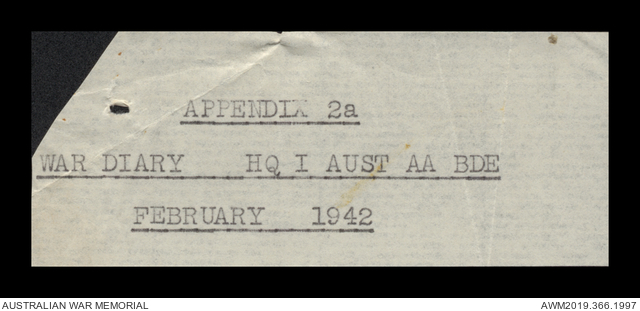 APPENDIX 2a
WAR DIARY HQ I AUST AA BDE
FEBRUARY 1942
AUSTRALIAN WAR MEMORIAL
AWM2019.366.1997